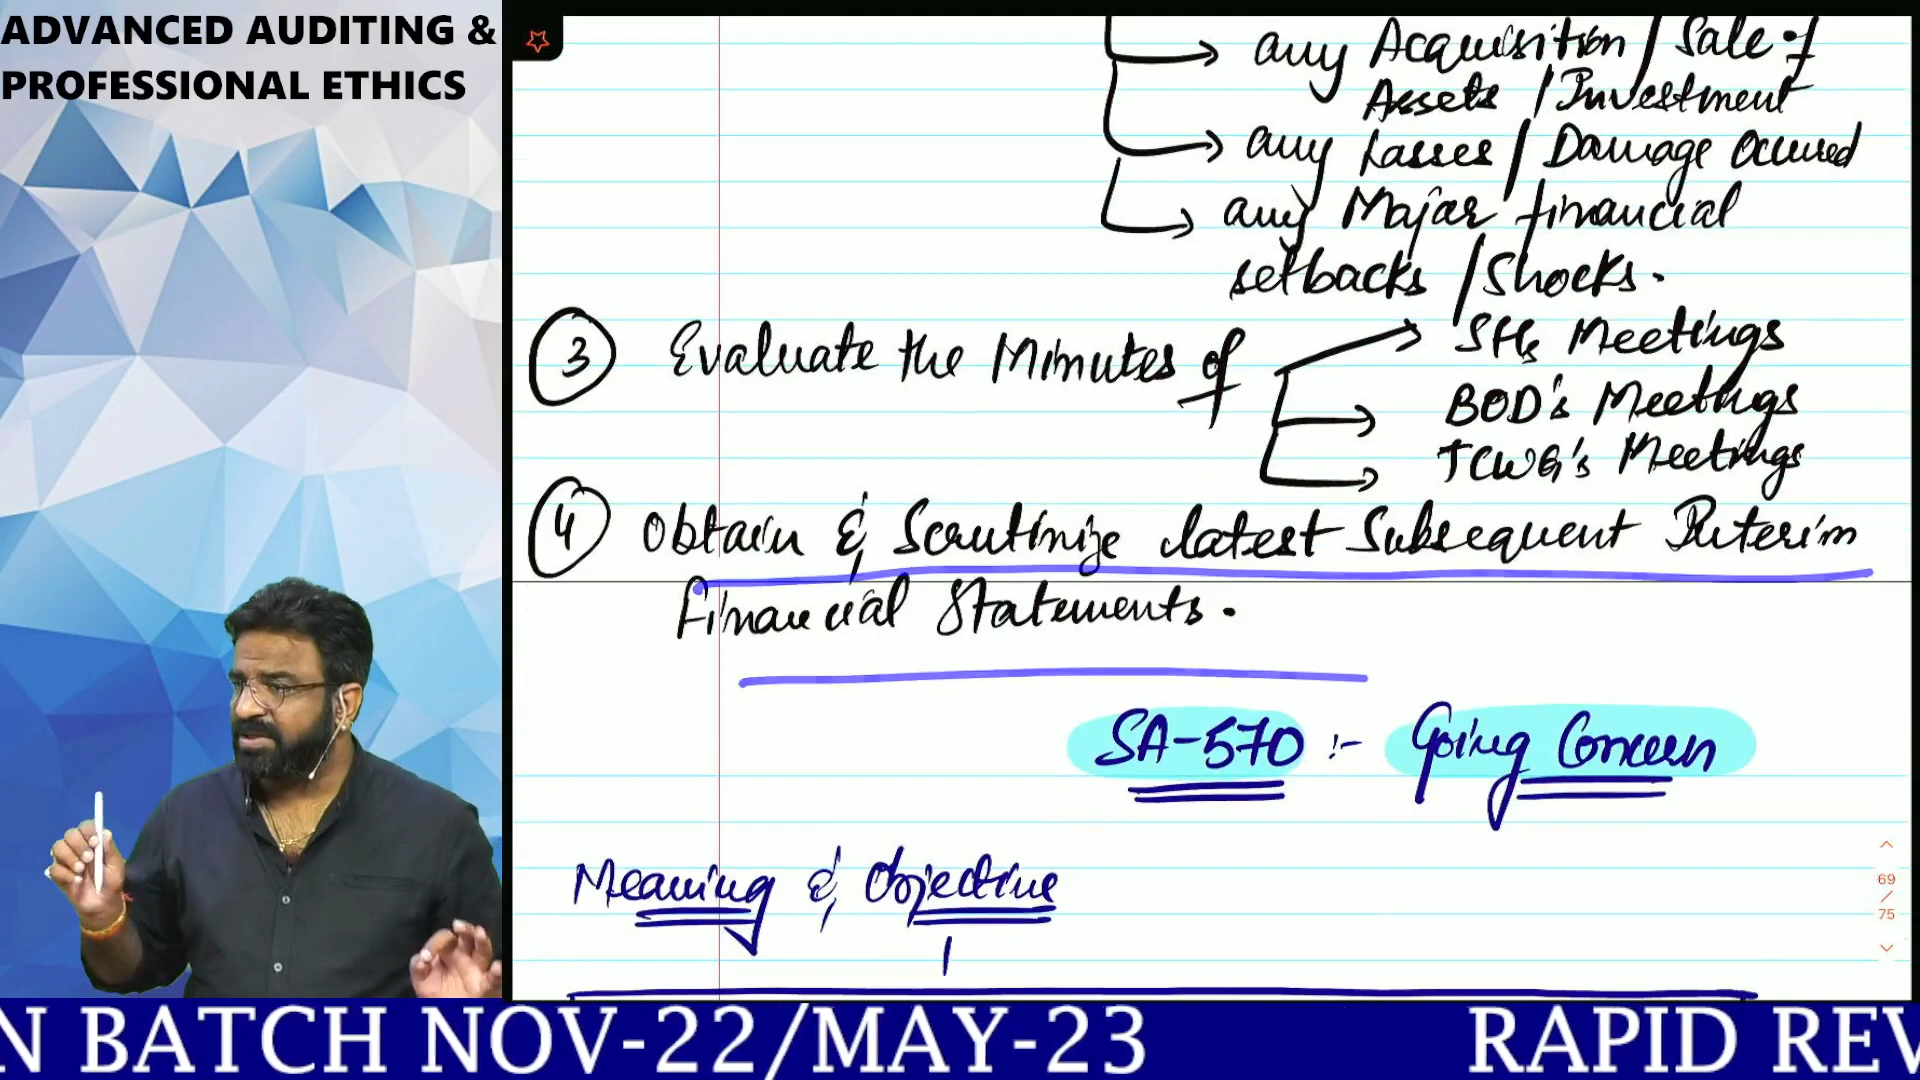 ADVANCED AUDITING &
PROFESSIONAL ETHICS
any Acquisition / Sale of
Assets / Investment
any Losses / Damage Occured
any Major financial
setbacks / Shocks.
3 Evaluate the Minutes of
SHs Meetings
BOD's Meetings
TCWG's Meetings
4 Obtain & Scrutinize latest Subsequent Interim
Financial Statements.
SA-570 :- Going Concern
Meaning & Objective
69
/
75
N BATCH NOV-22/MAY-23 RAPID REV